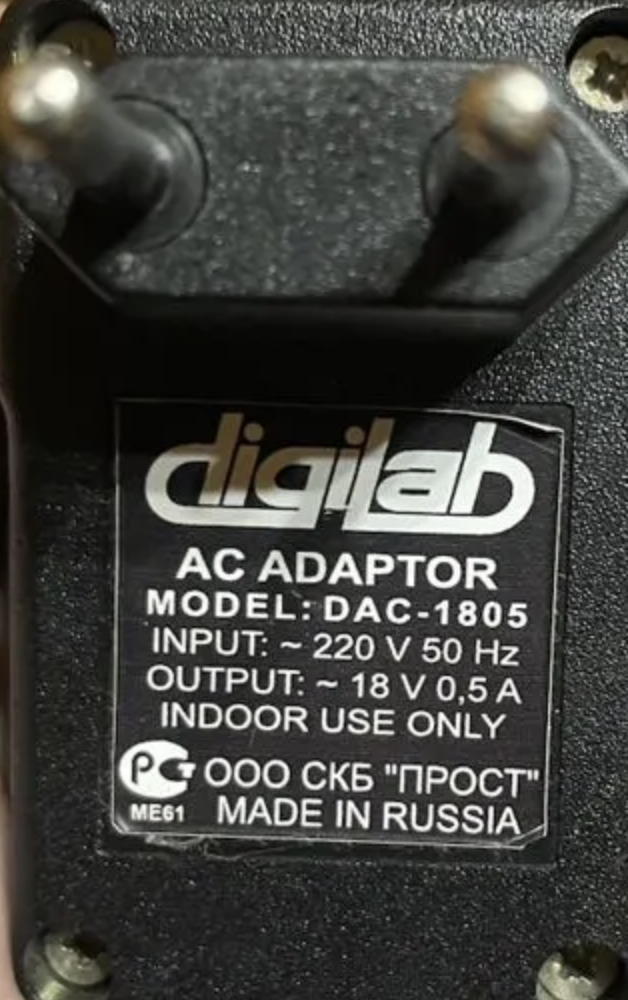 digilab
AC ADAPTOR
MODEL: DAC-1805
INPUT: ~ 220 V 50 Hz
OUTPUT: ~ 18 V 0,5 A
INDOOR USE ONLY
РСТ ООО СКБ "ПРОСТ"
ME61 MADE IN RUSSIA